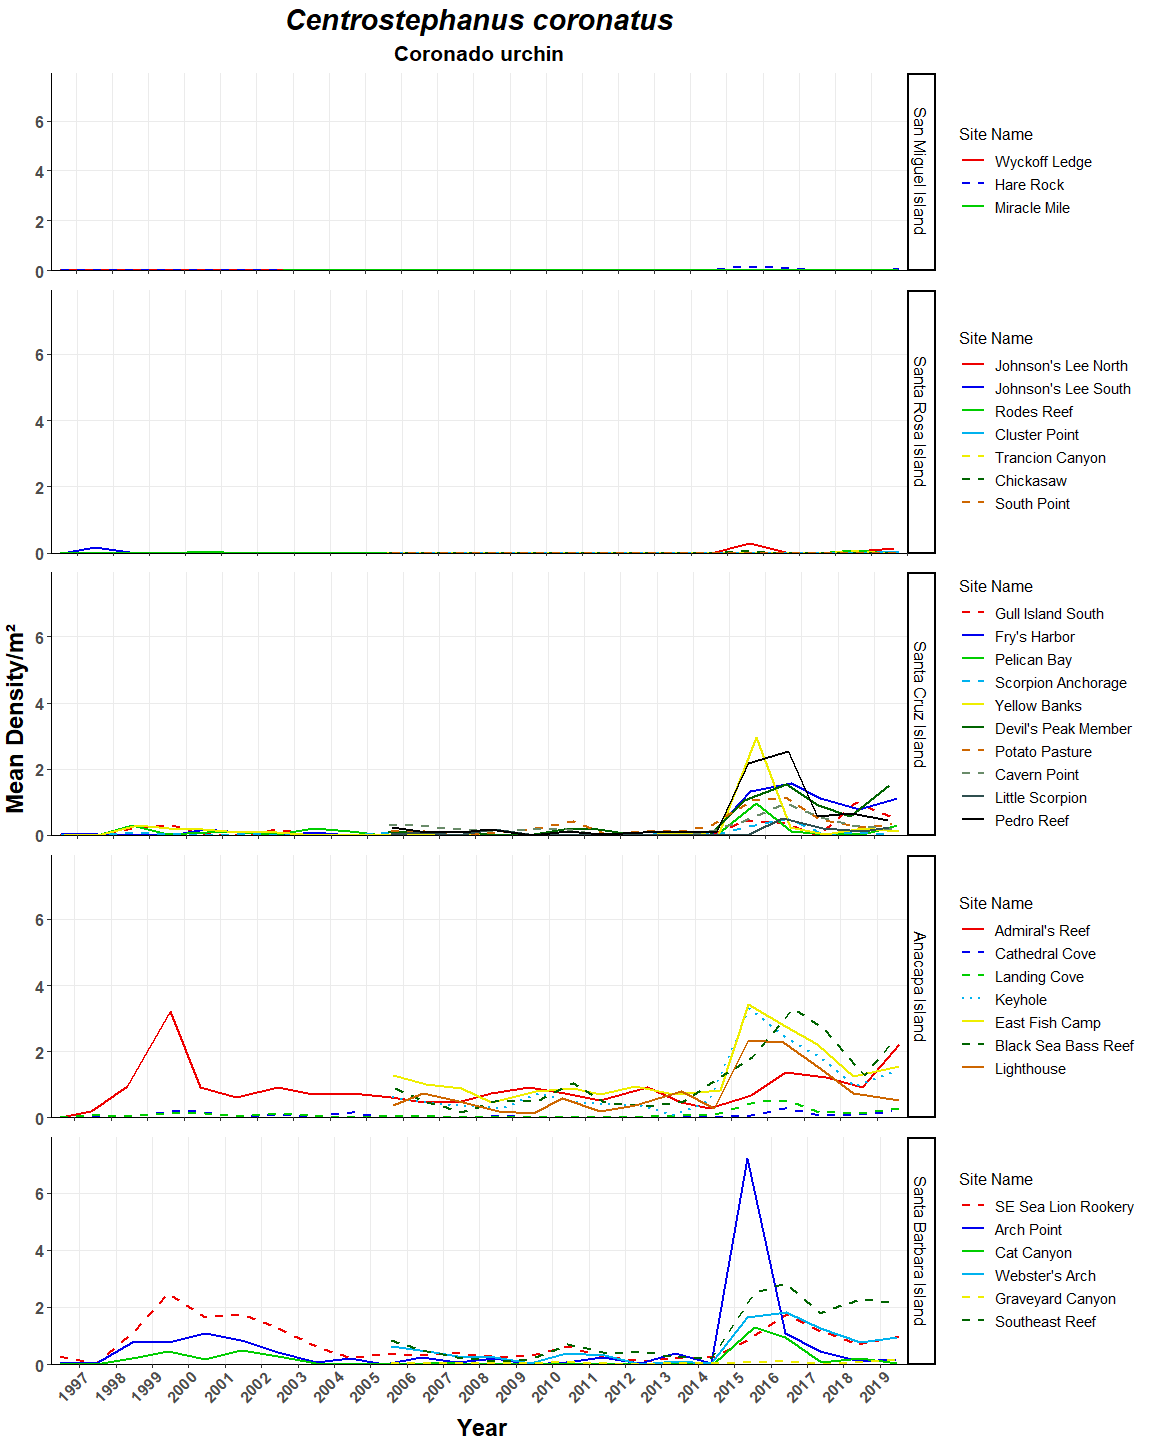 Centrostephanus coronatus
Coronado urchin
Mean Density/m²
6
4
2
0
San Miguel Island
Site Name
Wyckoff Ledge
Hare Rock
Miracle Mile
6
4
2
0
Santa Rosa Island
Site Name
Johnson's Lee North
Johnson's Lee South
Rodes Reef
Cluster Point
Trancion Canyon
Chickasaw
South Point
6
4
2
0
Santa Cruz Island
Site Name
Gull Island South
Fry's Harbor
Pelican Bay
Scorpion Anchorage
Yellow Banks
Devil's Peak Member
Potato Pasture
Cavern Point
Little Scorpion
Pedro Reef
6
4
2
0
Anacapa Island
Site Name
Admiral's Reef
Cathedral Cove
Landing Cove
Keyhole
East Fish Camp
Black Sea Bass Reef
Lighthouse
6
4
2
0
Santa Barbara Island
Site Name
SE Sea Lion Rookery
Arch Point
Cat Canyon
Webster's Arch
Graveyard Canyon
Southeast Reef
1997 1998 1999 2000 2001 2002 2003 2004 2005 2006 2007 2008 2009 2010 2011 2012 2013 2014 2015 2016 2017 2018 2019
Year